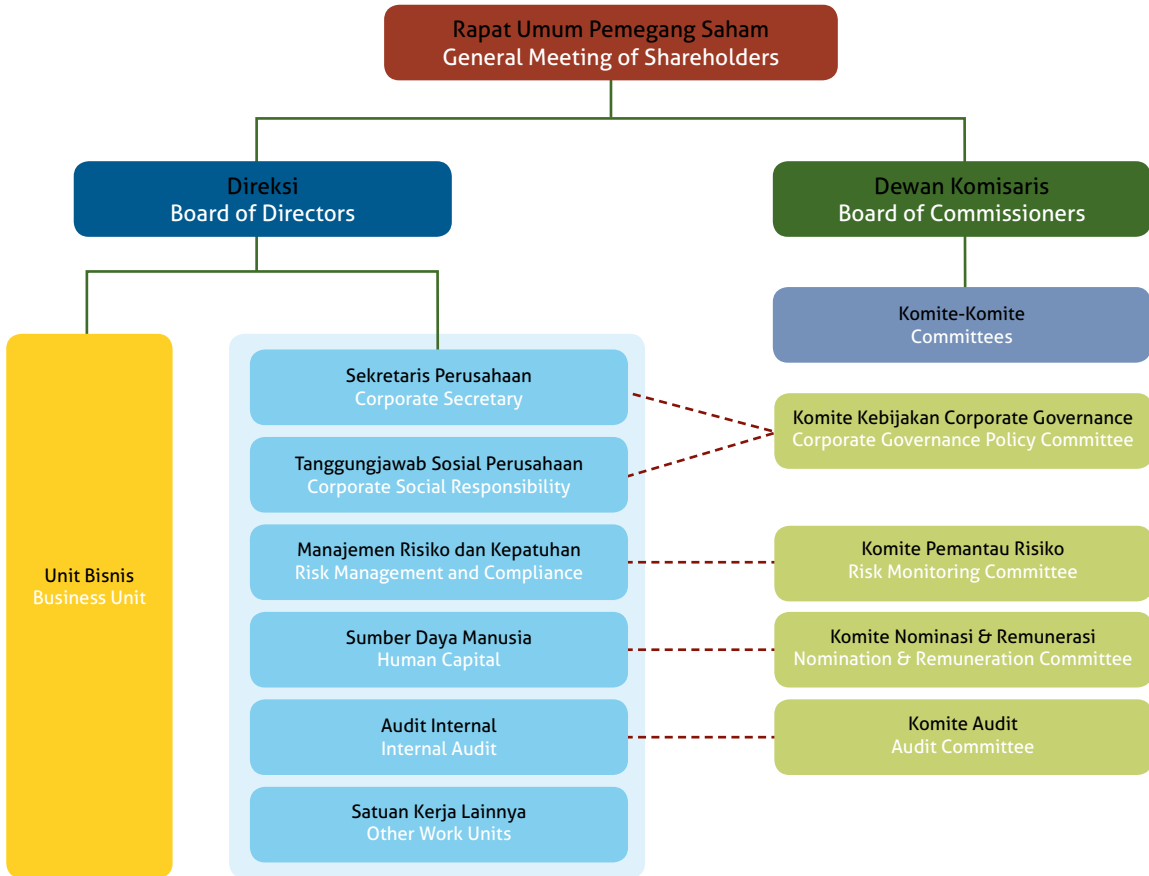 Rapat Umum Pemegang Saham
General Meeting of Shareholders
Direksi
Board of Directors
Dewan Komisaris
Board of Commissioners
Komite-Komite
Committees
Unit Bisnis
Business Unit
Sekretaris Perusahaan
Corporate Secretary
Tanggungjawab Sosial Perusahaan
Corporate Social Responsibility
Manajemen Risiko dan Kepatuhan
Risk Management and Compliance
Sumber Daya Manusia
Human Capital
Audit Internal
Internal Audit
Satuan Kerja Lainnya
Other Work Units
Komite Kebijakan Corporate Governance
Corporate Governance Policy Committee
Komite Pemantau Risiko
Risk Monitoring Committee
Komite Nominasi & Remunerasi
Nomination & Remuneration Committee
Komite Audit
Audit Committee